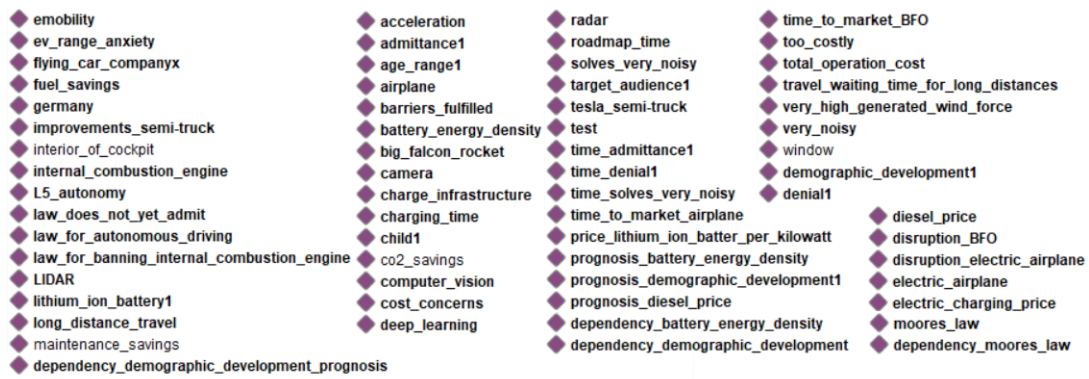 emobility
ev_range_anxiety
flying_car_companyx
fuel_savings
germany
improvements_semi-truck
interior_of_cockpit
internal_combustion_engine
L5_autonomy
law_does_not_yet_admit
law_for_autonomous_driving
law_for_banning_internal_combustion_engine
LIDAR
lithium_ion_battery1
long_distance_travel
maintenance_savings
dependency_demographic_development_prognosis
acceleration
admittance1
age_range1
airplane
barriers_fulfilled
battery_energy_density
big_falcon_rocket
camera
charge_infrastructure
charging_time
child1
co2_savings
computer_vision
cost_concerns
deep_learning
radar
roadmap_time
solves_very_noisy
target_audience1
tesla_semi-truck
test
time_admittance1
time_denial1
time_solves_very_noisy
time_to_market_airplane
price_lithium_ion_batter_per_kilowatt
prognosis_battery_energy_density
prognosis_demographic_development1
prognosis_diesel_price
dependency_battery_energy_density
dependency_demographic_development
time_to_market_BFO
too_costly
total_operation_cost
travel_waiting_time_for_long_distances
very_high_generated_wind_force
very_noisy
window
demographic_development1
denial1
diesel_price
disruption_BFO
disruption_electric_airplane
electric_airplane
electric_charging_price
moores_law
dependency_moores_law